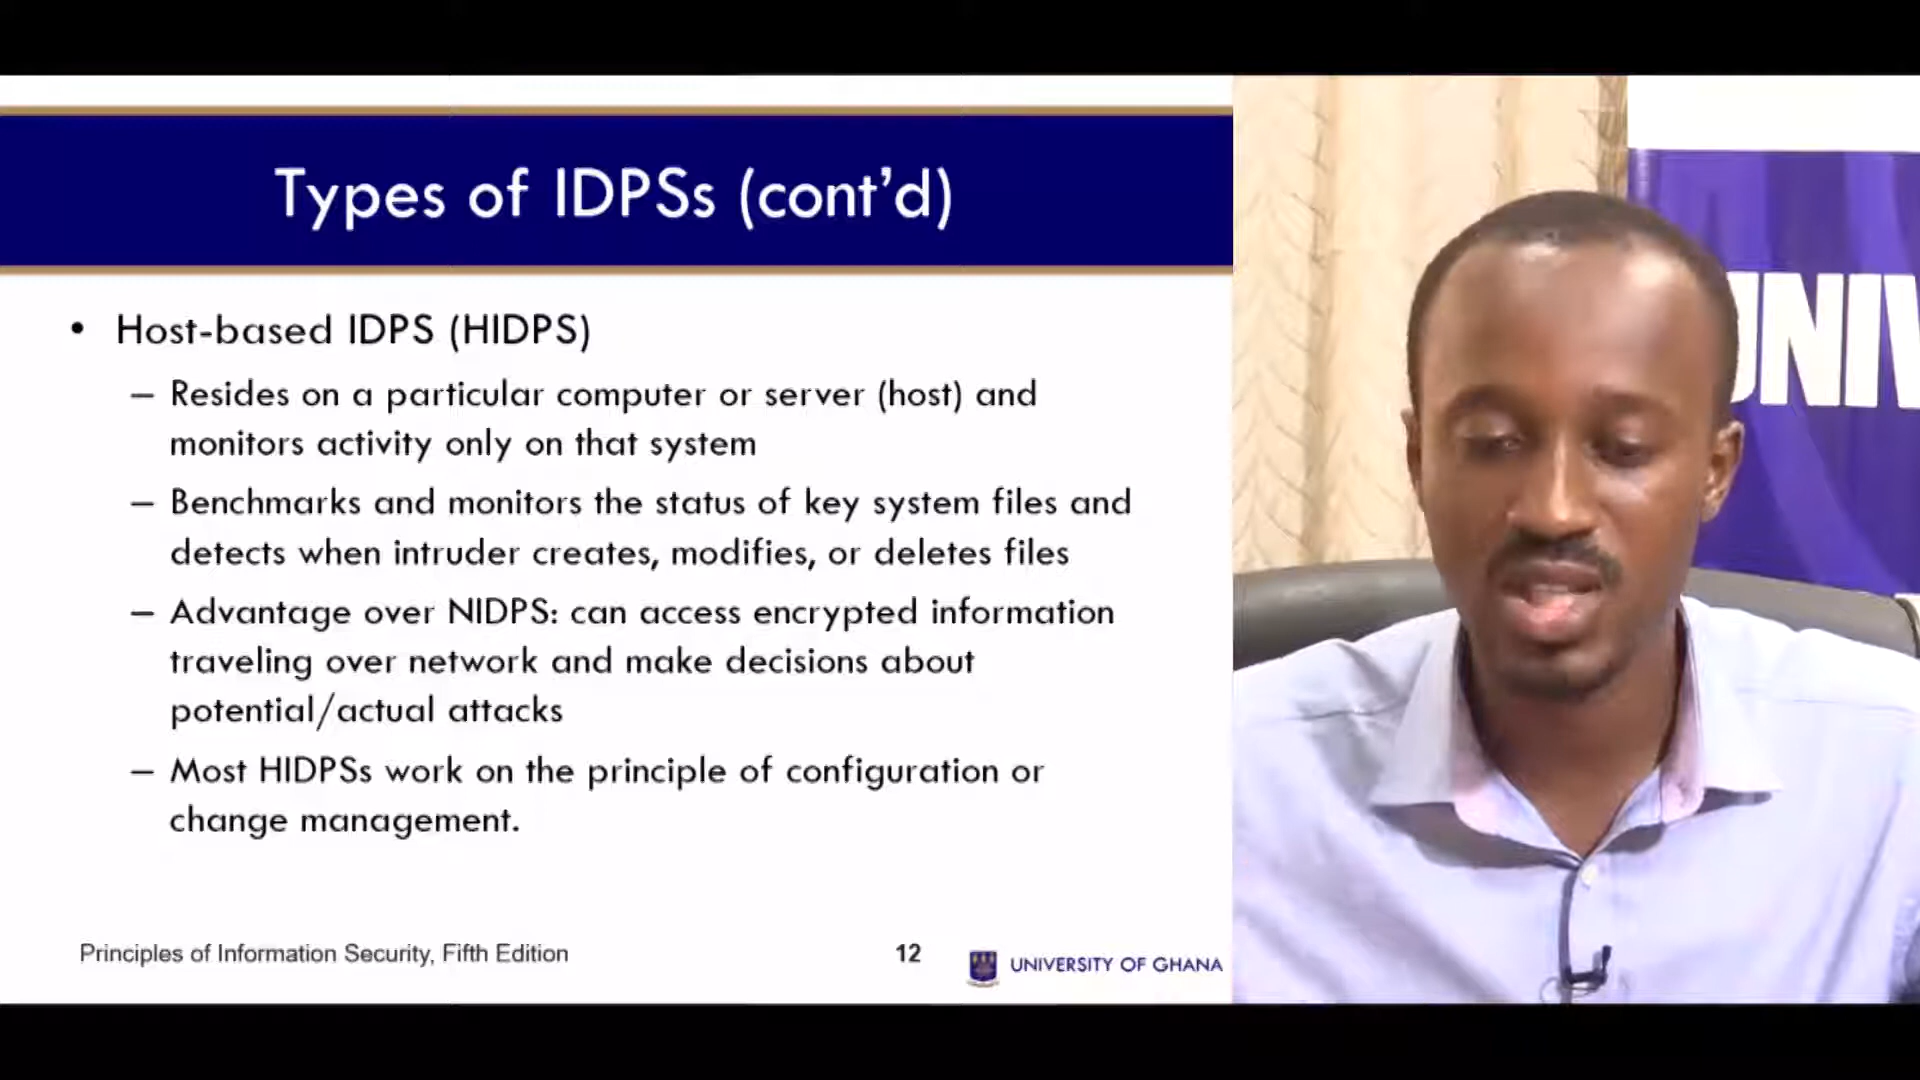 Types of IDPSs (cont’d)
• Host-based IDPS (HIDPS)
– Resides on a particular computer or server (host) and
monitors activity only on that system
– Benchmarks and monitors the status of key system files and
detects when intruder creates, modifies, or deletes files
– Advantage over NIDPS: can access encrypted information
traveling over network and make decisions about
potential/actual attacks
– Most HIDPSs work on the principle of configuration or
change management.
Principles of Information Security, Fifth Edition
12
UNIVERSITY OF GHANA
UNIV